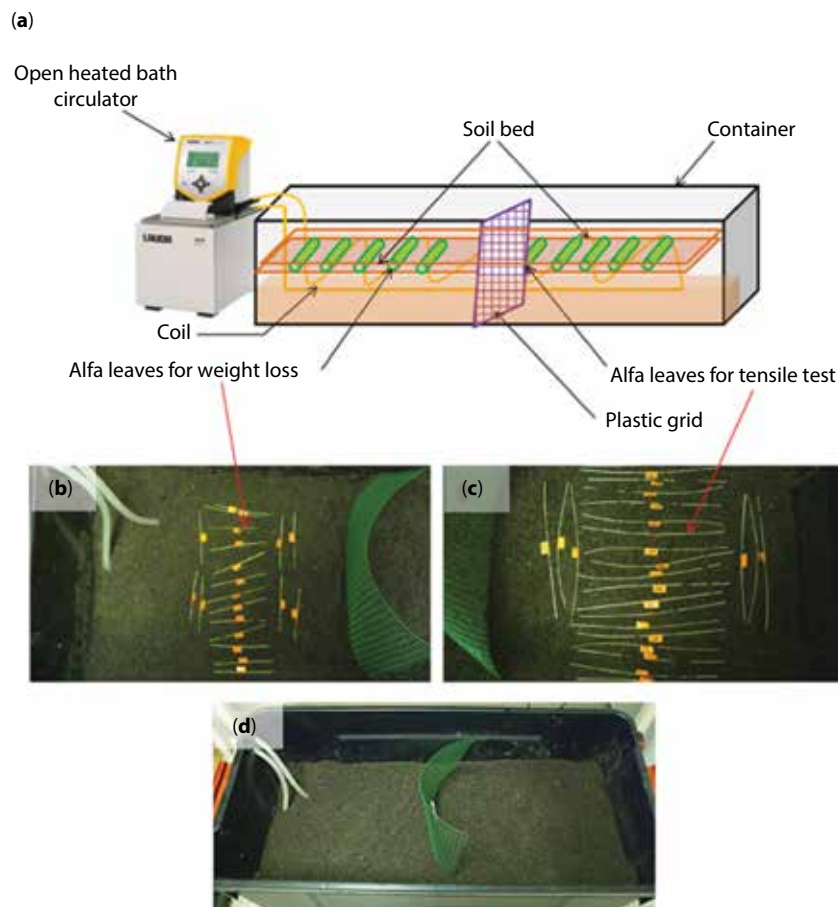 (a)
Open heated bath
circulator
Soil bed
Container
LAUDA
Coil
Alfa leaves for weight loss
Alfa leaves for tensile test
Plastic grid
(b)
(c)
(d)